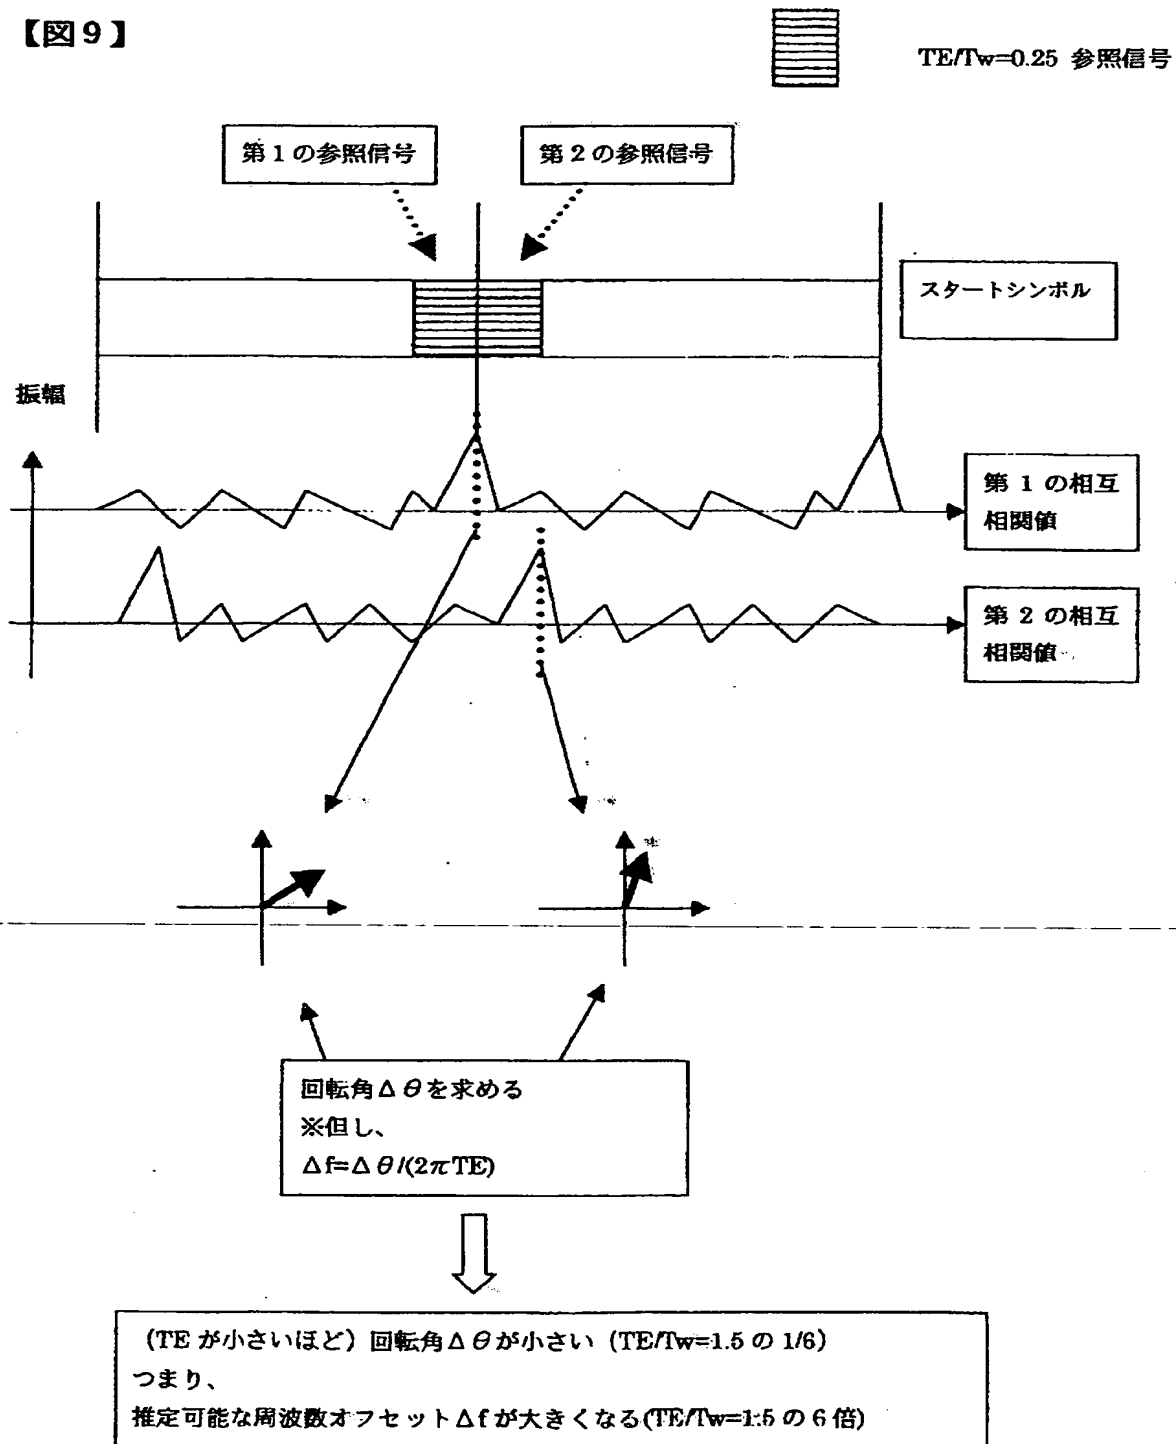 【図９】
TE/Tw=0.25 参照信号
第１の参照信号
第２の参照信号
スタートシンボル
振幅
第 1 の相互
相関値
第 2 の相互
相関値
回転角Δθを求める
※但し、
Δf=Δθ/(2πTE)
（TE が小さいほど）回転角Δθが小さい（TE/Tw=1.5 の 1/6）
つまり、
推定可能な周波数オフセットΔf が大きくなる(TE/Tw=1.5 の 6 倍)